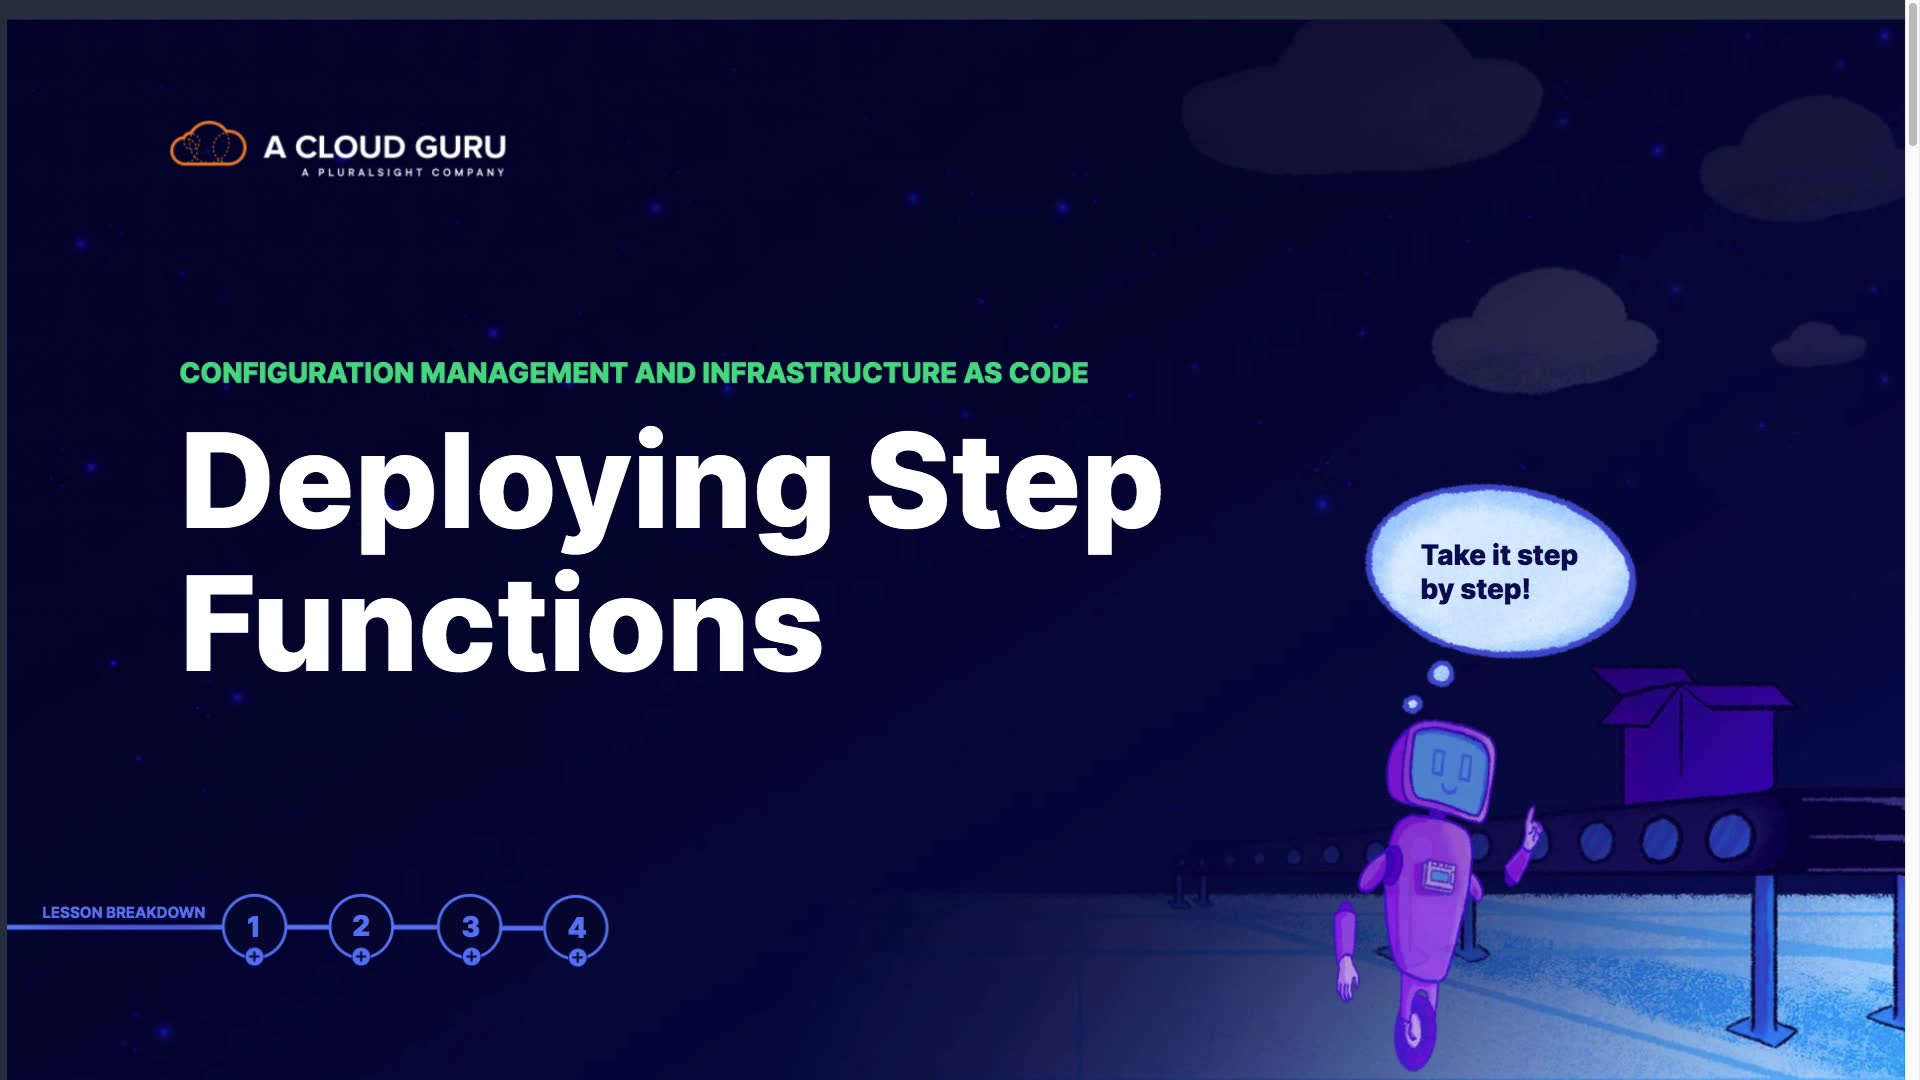 A CLOUD GURU
A PLURALSIGHT COMPANY
CONFIGURATION MANAGEMENT AND INFRASTRUCTURE AS CODE
Deploying Step
Functions
Take it step
by step!
LESSON BREAKDOWN
1
2
3
4